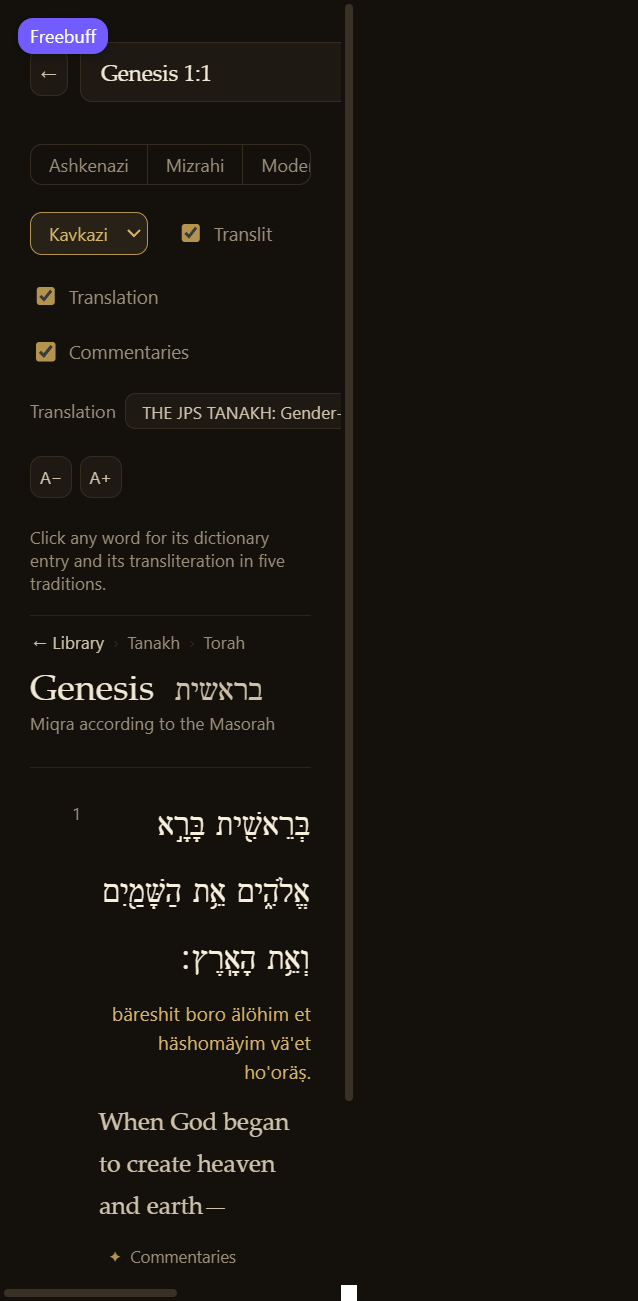 Freebuff
← Genesis 1:1
Ashkenazi Mizrahi Moder
Kavkazi Translit
Translation
Commentaries
Translation THE JPS TANAKH: Gender-
A− A+
Click any word for its dictionary
entry and its transliteration in five
traditions.
← Library › Tanakh › Torah
Genesis בראשית
Miqra according to the Masorah
1 בְּרֵאשִׁ֖ית בָּרָ֣א
אֱלֹהִ֑ים אֵ֥ת הַשָּׁמַ֖יִם
וְאֵ֥ת הָאָֽרֶץ׃
bäreshit boro älöhim et
häshomäyim vä'et
ho'oräṣ.
When God began
to create heaven
and earth—
✦ Commentaries